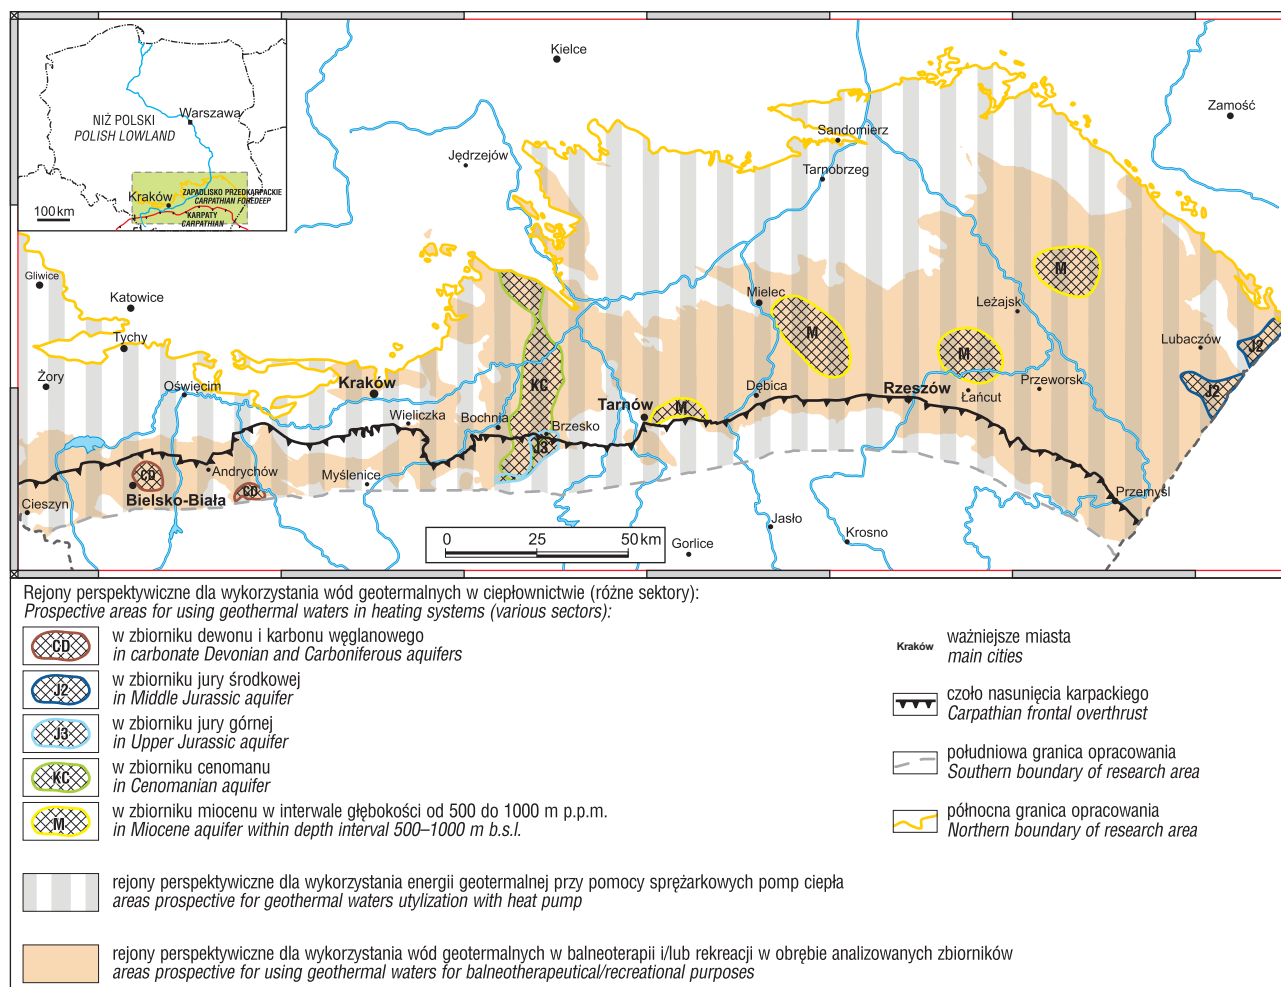 NIŻ POLSKI
POLISH LOWLAND
Warszawa
Kraków
ZAPADLISKO PRZEDKARPACKIE
CARPATHIAN FOREDEEP
KARPATY
CARPATHIAN
100 km
Kielce
Zamość
Sandomierz
Jędrzejów
Tarnobrzeg
Gliwice
Katowice
Tychy
Żory
Oświęcim
Kraków
Wieliczka
Bochnia
Brzesko
Tarnów
Mielec
Dębica
Rzeszów
Łańcut
Leżajsk
Przeworsk
Lubaczów
Przemyśl
Andrychów
Bielsko-Biała
Cieszyn
Myślenice
Jasło
Krosno
Gorlice
CD
CD
KC
J3
M
M
M
M
J2
J2
0 25 50 km
Rejony perspektywiczne dla wykorzystania wód geotermalnych w ciepłownictwie (różne sektory):
Prospective areas for using geothermal waters in heating systems (various sectors):
CD
w zbiorniku dewonu i karbonu węglanowego
in carbonate Devonian and Carboniferous aquifers
J2
w zbiorniku jury środkowej
in Middle Jurassic aquifer
J3
w zbiorniku jury górnej
in Upper Jurassic aquifer
KC
w zbiorniku cenomanu
in Cenomanian aquifer
M
w zbiorniku miocenu w interwale głębokości od 500 do 1000 m p.p.m.
in Miocene aquifer within depth interval 500–1000 m b.s.l.
rejony perspektywiczne dla wykorzystania energii geotermalnej przy pomocy sprężarkowych pomp ciepła
areas prospective for geothermal waters utylization with heat pump
rejony perspektywiczne dla wykorzystania wód geotermalnych w balneoterapii i/lub rekreacji w obrębie analizowanych zbiorników
areas prospective for using geothermal waters for balneotherapeutical/recreational purposes
Kraków
ważniejsze miasta
main cities
czoło nasunięcia karpackiego
Carpathian frontal overthrust
południowa granica opracowania
Southern boundary of research area
północna granica opracowania
Northern boundary of research area